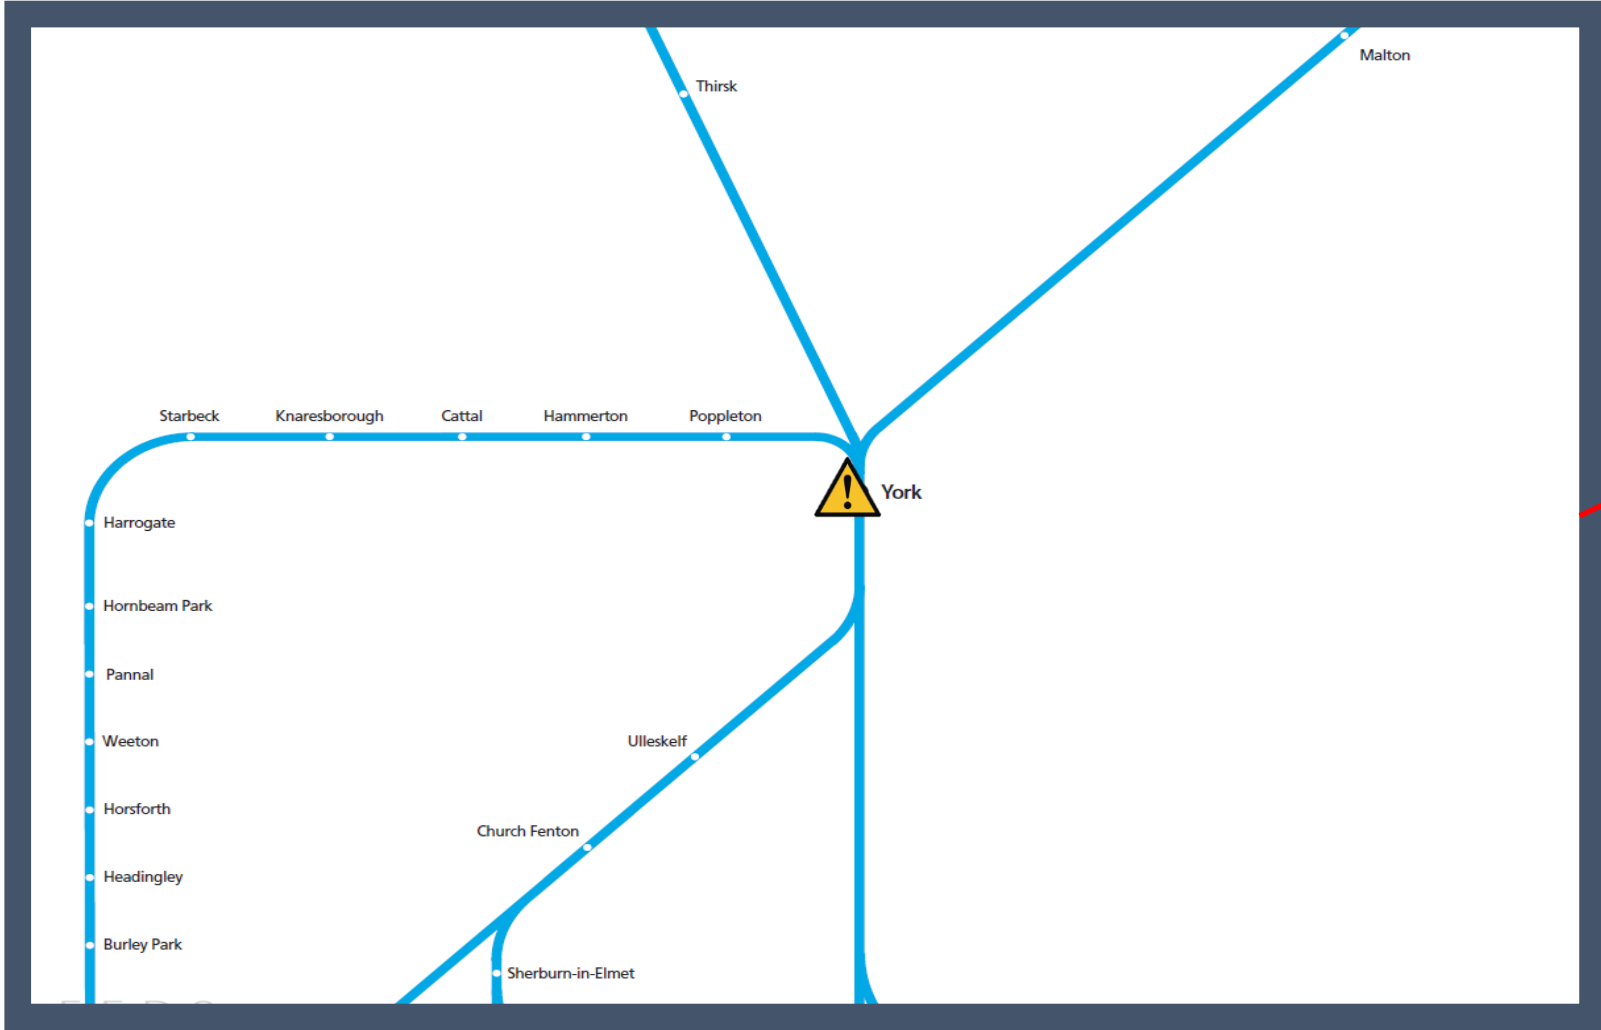 Malton
Thirsk
Starbeck
Knaresborough
Cattal
Hammerton
Poppleton
York
Harrogate
Hornbeam Park
Pannal
Weeton
Ulleskelf
Horsforth
Church Fenton
Headingley
Burley Park
Sherburn-in-Elmet